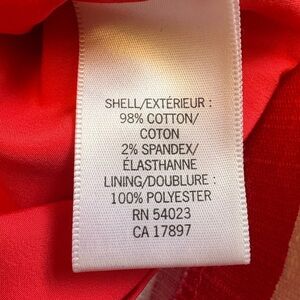 SHELL/EXTÉRIEUR :
98% COTTON/
COTON
2% SPANDEX/
ÉLASTHANNE
LINING/DOUBLURE :
100% POLYESTER
RN 54023
CA 17897